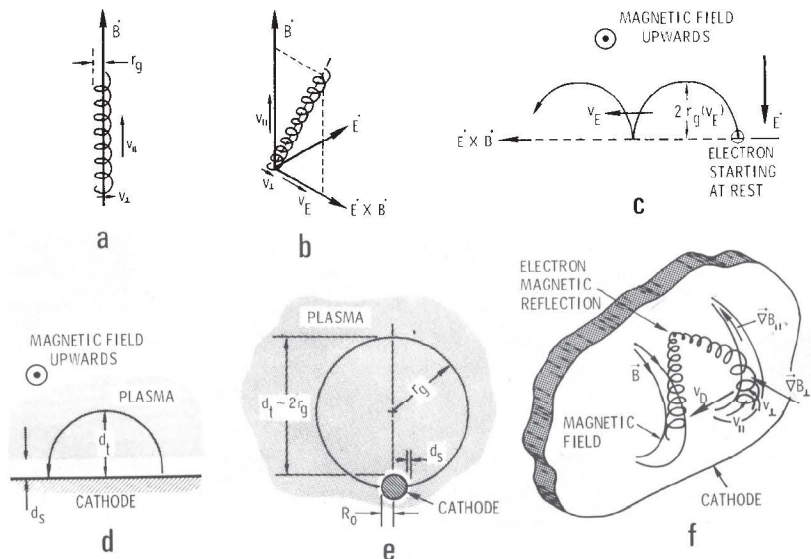 B⃗
r_g
v_∥
v_⊥
a
B⃗
v_∥
E⃗
v_⊥
v_E
E⃗ X B⃗
b
MAGNETIC FIELD
UPWARDS
v_E
2 r_g(v_E)
E⃗
E⃗ X B⃗
ELECTRON
STARTING
AT REST
c
MAGNETIC FIELD
UPWARDS
PLASMA
d_t
CATHODE
d_s
d
PLASMA
r_g
d_t ~ 2r_g
d_s
CATHODE
R_0
e
ELECTRON
MAGNETIC
REFLECTION
∇⃗B_∥
B⃗
∇⃗B_⊥
v_D
v_⊥
v_∥
MAGNETIC
FIELD
CATHODE
f